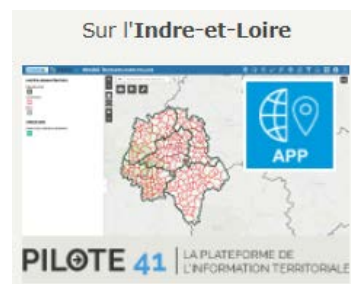 Sur l'Indre-et-Loire
APP
PILOTE 41
LA PLATEFORME DE
L'INFORMATION TERRITORIALE